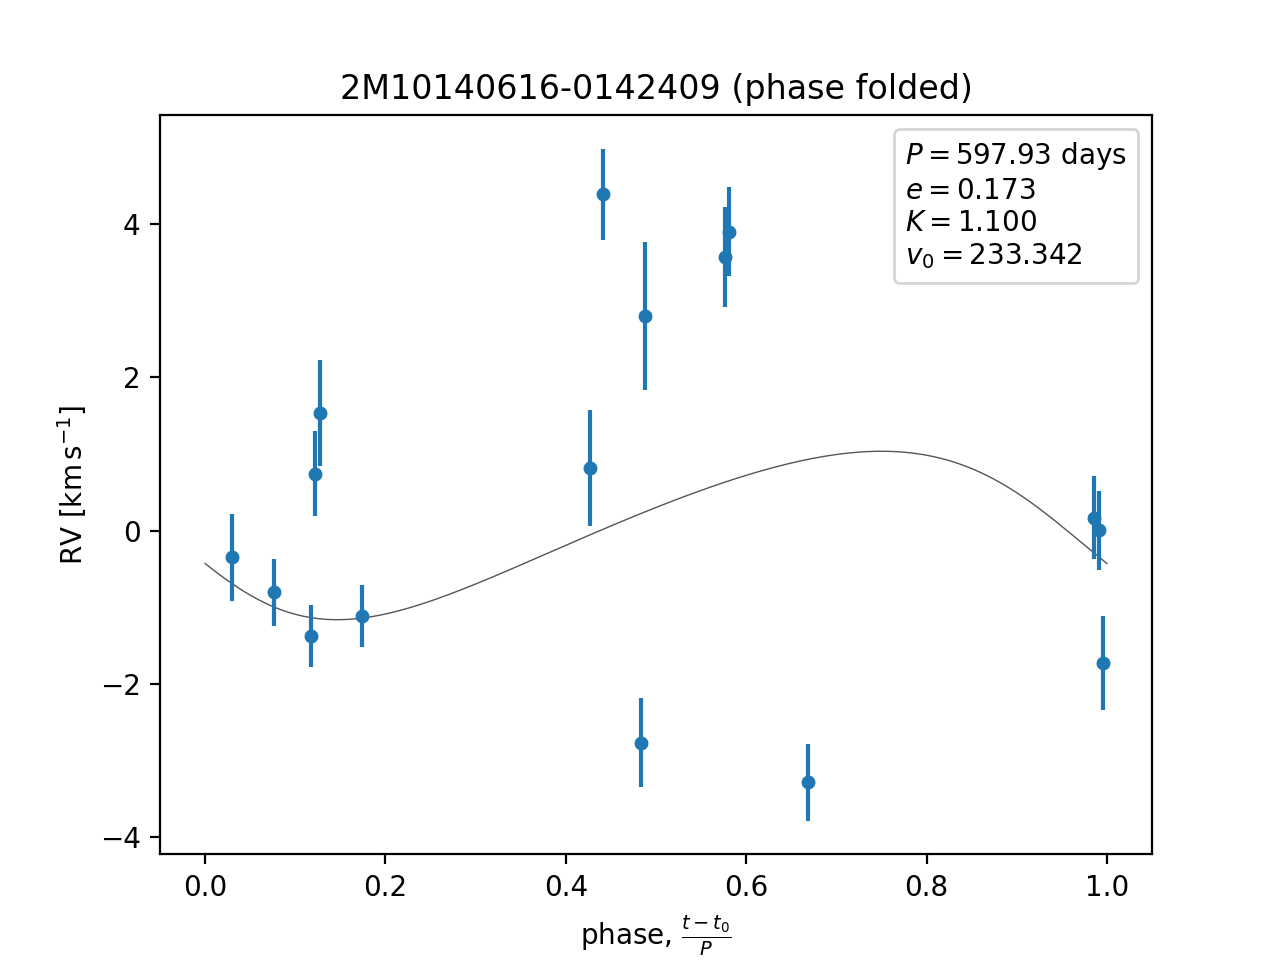 2M10140616-0142409 (phase folded)
P = 597.93 days
e = 0.173
K = 1.100
v₀ = 233.342
4
2
0
−2
−4
RV [km s⁻¹]
0.0 0.2 0.4 0.6 0.8 1.0
phase, (t − t₀)/P